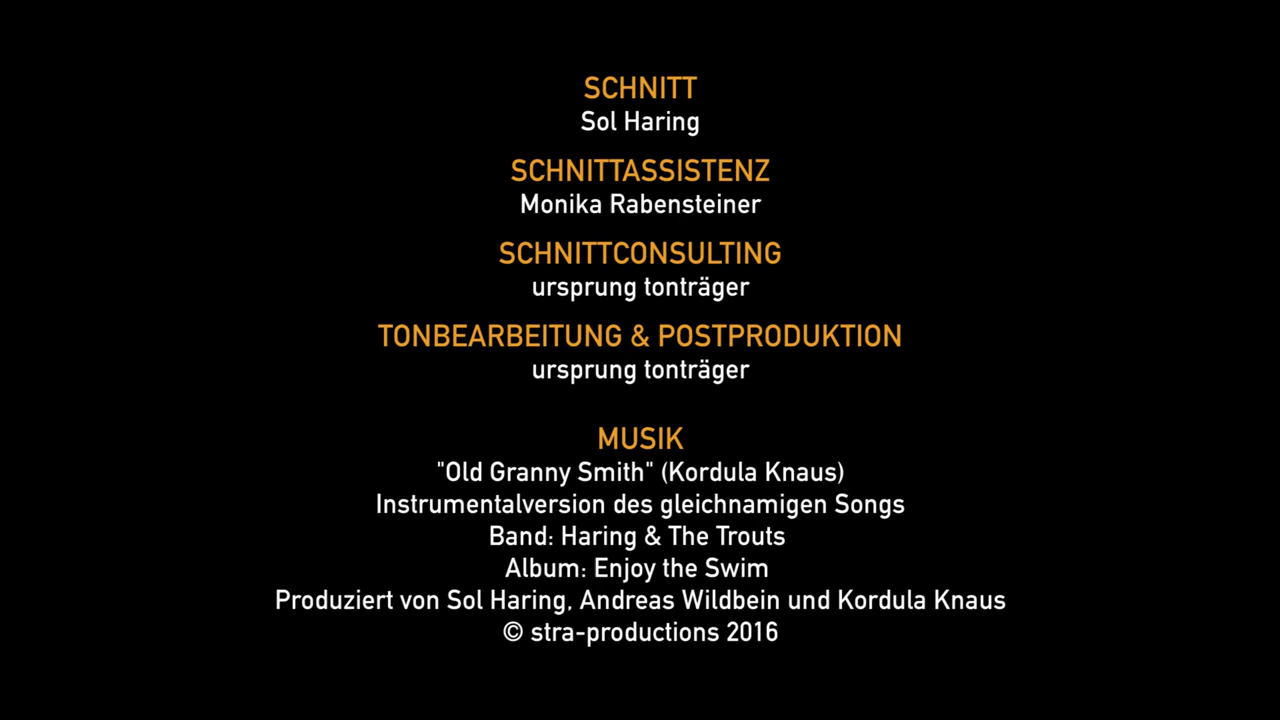 SCHNITT
Sol Haring
SCHNITTASSISTENZ
Monika Rabensteiner
SCHNITTCONSULTING
ursprung tonträger
TONBEARBEITUNG & POSTPRODUKTION
ursprung tonträger
MUSIK
"Old Granny Smith" (Kordula Knaus)
Instrumentalversion des gleichnamigen Songs
Band: Haring & The Trouts
Album: Enjoy the Swim
Produziert von Sol Haring, Andreas Wildbein und Kordula Knaus
© stra-productions 2016